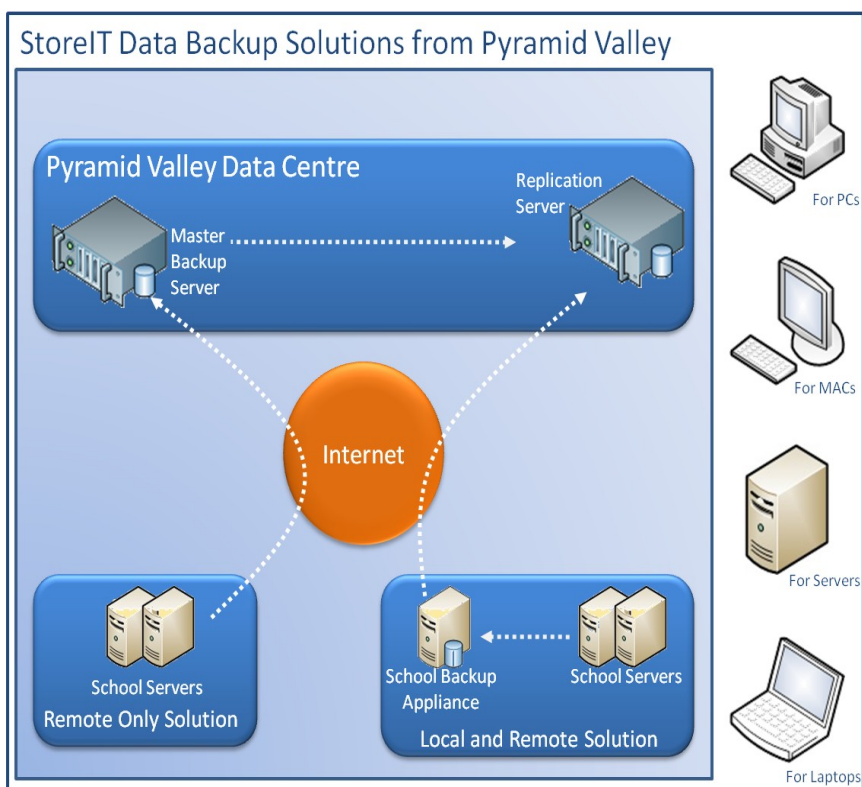 StoreIT Data Backup Solutions from Pyramid Valley
Pyramid Valley Data Centre
Master
Backup
Server
Replication
Server
Internet
School Servers
Remote Only Solution
School Backup
Appliance
School Servers
Local and Remote Solution
For PCs
For MACs
For Servers
For Laptops